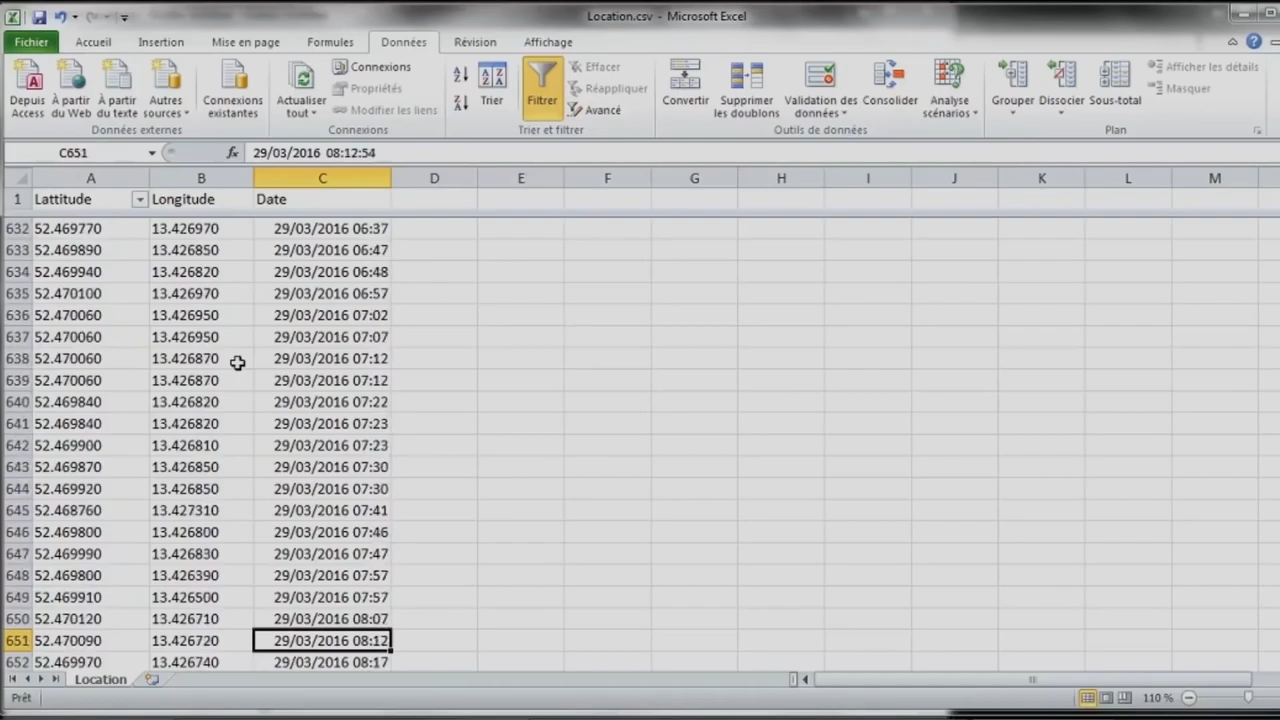 Location.csv - Microsoft Excel
Fichier Accueil Insertion Mise en page Formules Données Révision Affichage
Depuis Access
À partir du Web
À partir du texte
Autres sources
Données externes
Connexions existantes
Actualiser tout
Connexions
Propriétés
Modifier les liens
Connexions
Trier
Filtrer
Effacer
Réappliquer
Avancé
Trier et filtrer
Convertir
Supprimer les doublons
Validation des données
Consolider
Analyse scénarios
Outils de données
Grouper
Dissocier
Sous-total
Afficher les détails
Masquer
Plan
C651 fx 29/03/2016 08:12:54
A B C D E F G H I J K L M
1 Lattitude Longitude Date
632 52.469770 13.426970 29/03/2016 06:37
633 52.469890 13.426850 29/03/2016 06:47
634 52.469940 13.426820 29/03/2016 06:48
635 52.470100 13.426970 29/03/2016 06:57
636 52.470060 13.426950 29/03/2016 07:02
637 52.470060 13.426950 29/03/2016 07:07
638 52.470060 13.426870 29/03/2016 07:12
639 52.470060 13.426870 29/03/2016 07:12
640 52.469840 13.426820 29/03/2016 07:22
641 52.469840 13.426820 29/03/2016 07:23
642 52.469900 13.426810 29/03/2016 07:23
643 52.469870 13.426850 29/03/2016 07:30
644 52.469920 13.426850 29/03/2016 07:30
645 52.468760 13.427310 29/03/2016 07:41
646 52.469800 13.426800 29/03/2016 07:46
647 52.469990 13.426830 29/03/2016 07:47
648 52.469800 13.426390 29/03/2016 07:57
649 52.469910 13.426500 29/03/2016 07:57
650 52.470120 13.426710 29/03/2016 08:07
651 52.470090 13.426720 29/03/2016 08:12
652 52.469970 13.426740 29/03/2016 08:17
Location
Prêt 110 %